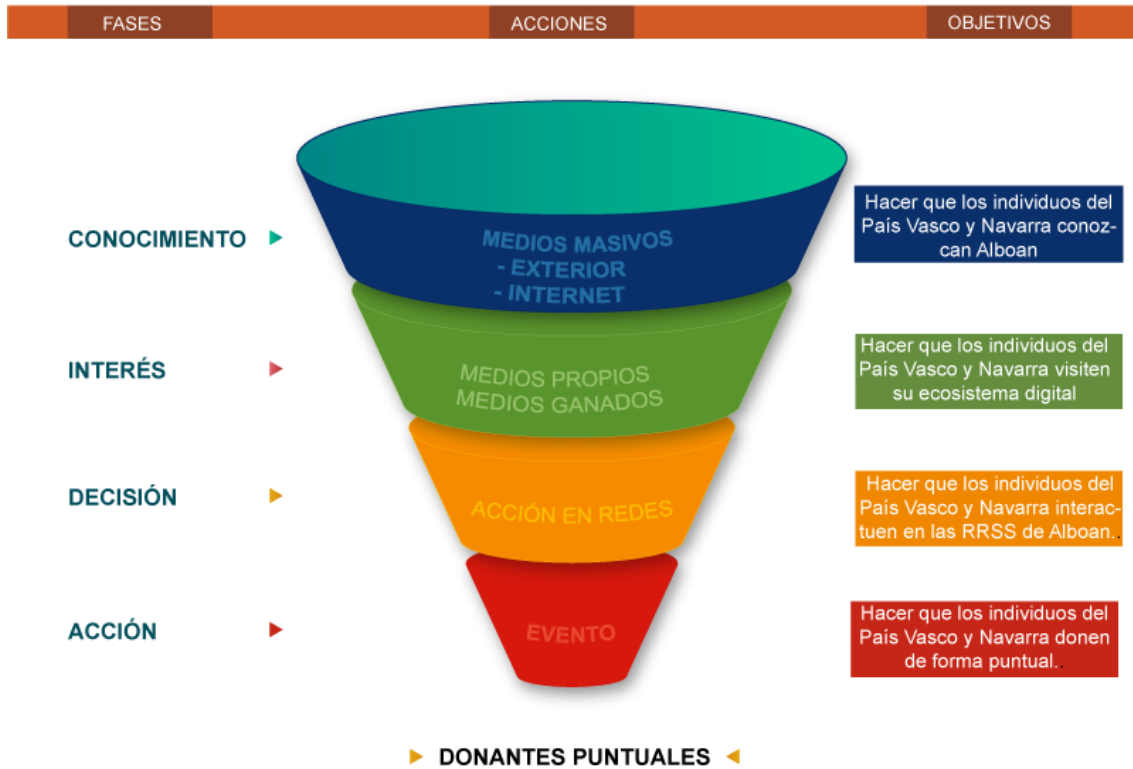 FASES
ACCIONES
OBJETIVOS
CONOCIMIENTO
MEDIOS MASIVOS
- EXTERIOR
- INTERNET
Hacer que los individuos del
País Vasco y Navarra conoz-
can Alboan
INTERÉS
MEDIOS PROPIOS
MEDIOS GANADOS
Hacer que los individuos del
País Vasco y Navarra visiten
su ecosistema digital
DECISIÓN
ACCIÓN EN REDES
Hacer que los individuos del
País Vasco y Navarra interac-
tuen en las RRSS de Alboan..
ACCIÓN
EVENTO
Hacer que los individuos del
País Vasco y Navarra donen
de forma puntual..
DONANTES PUNTUALES